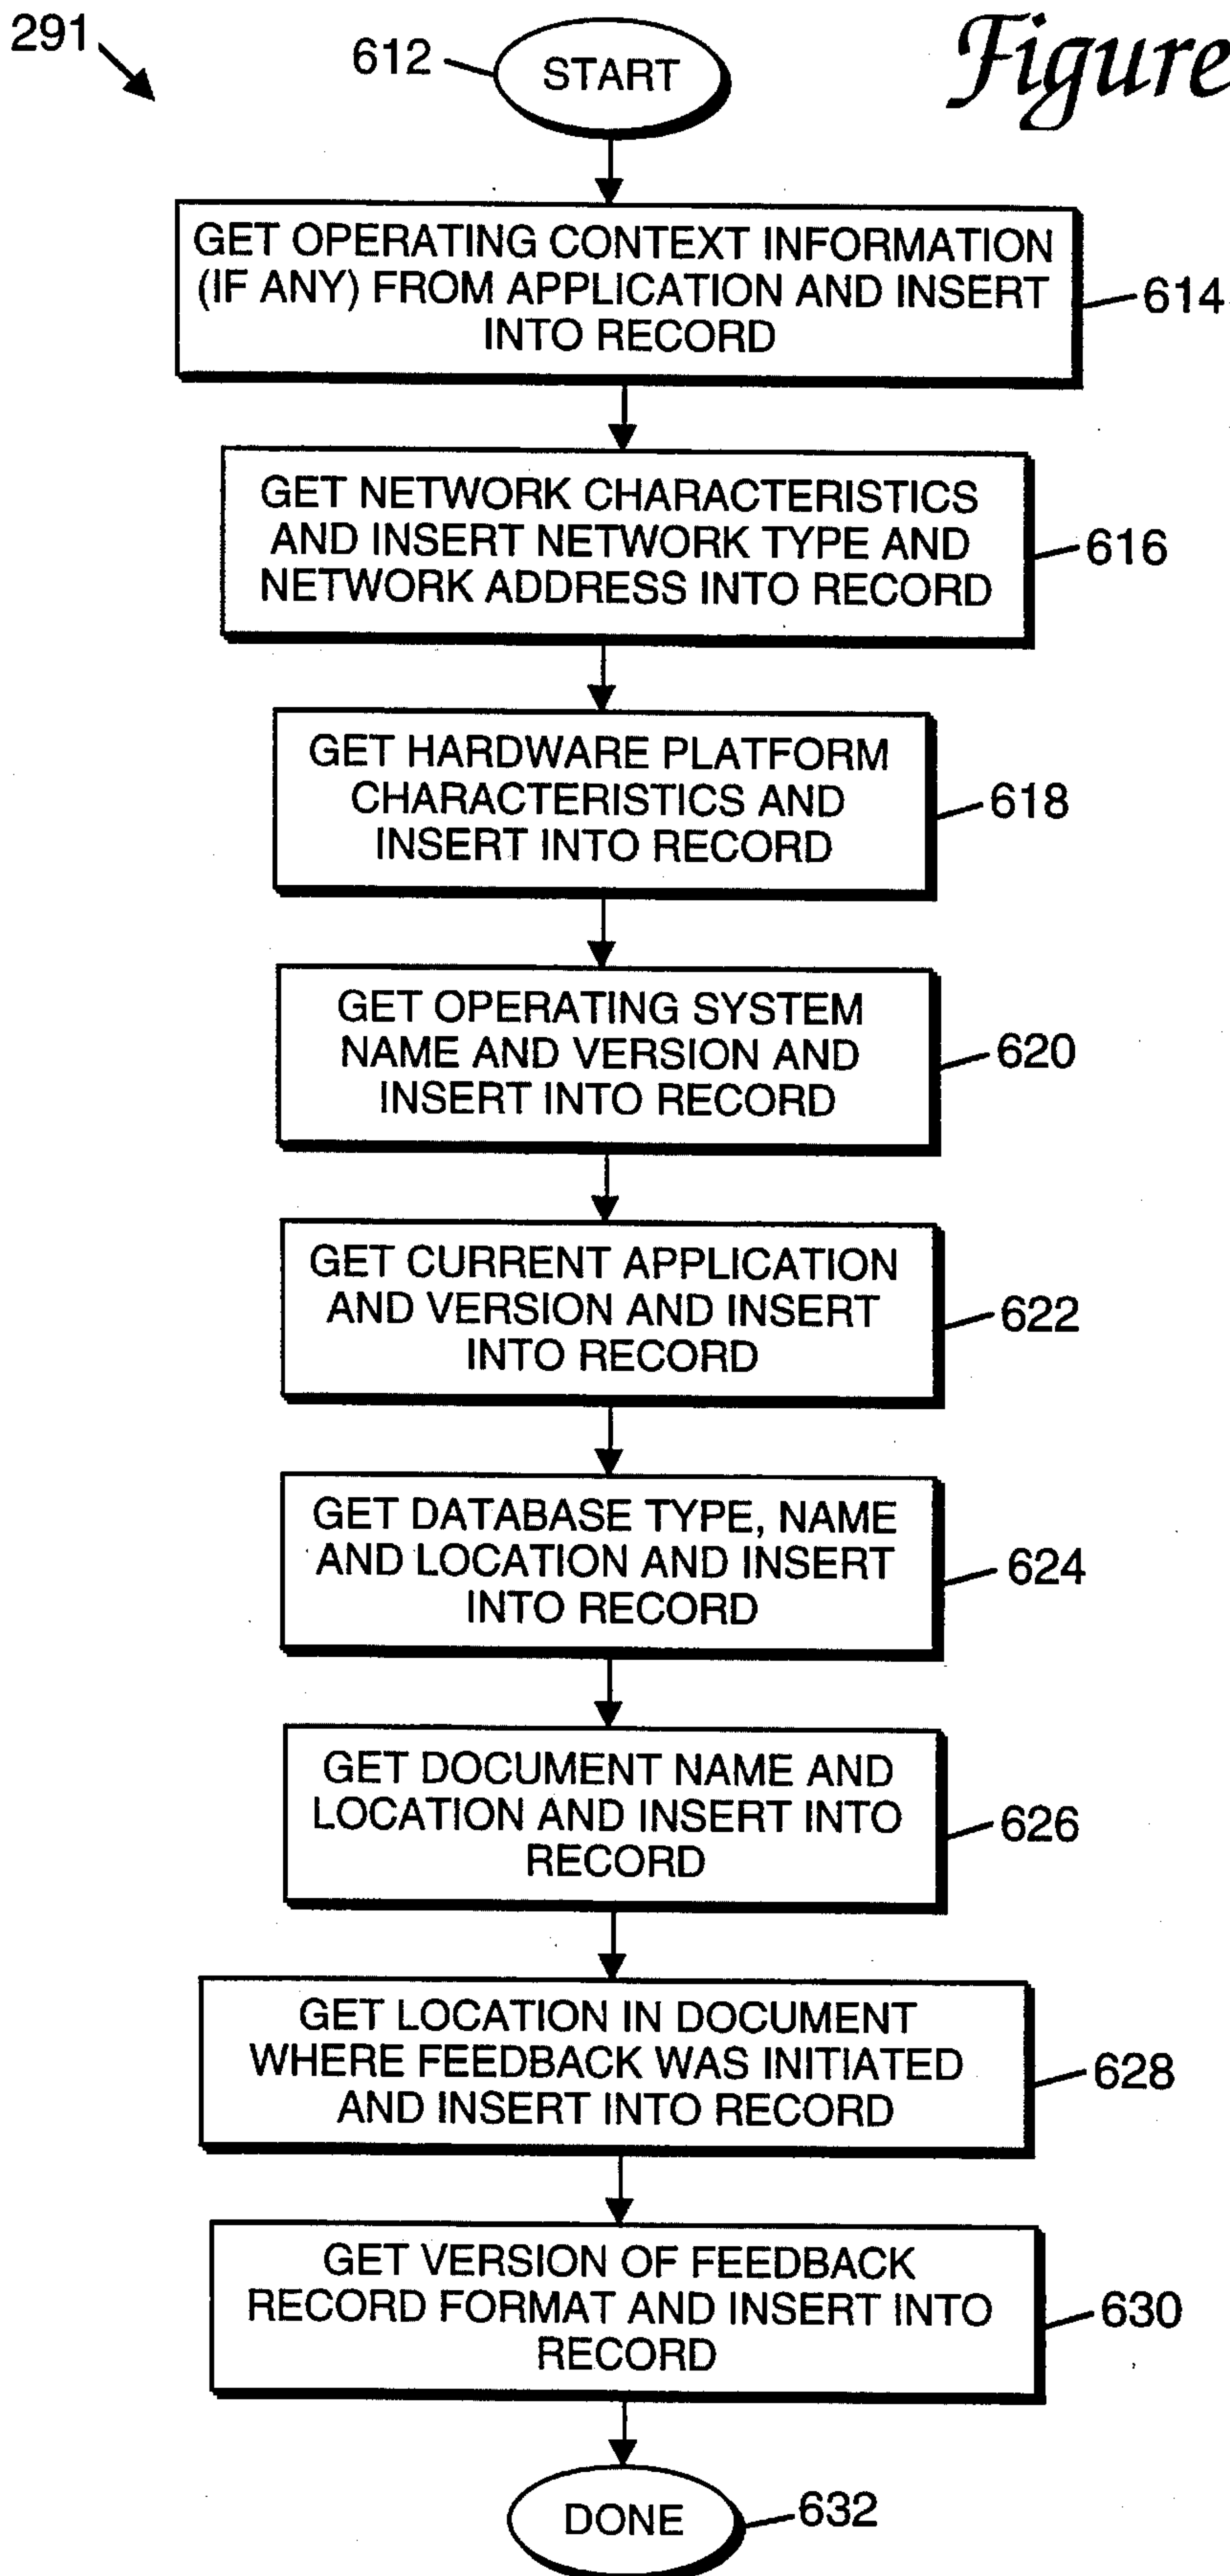 291
612
START
Figure
GET OPERATING CONTEXT INFORMATION
(IF ANY) FROM APPLICATION AND INSERT
INTO RECORD
614
GET NETWORK CHARACTERISTICS
AND INSERT NETWORK TYPE AND
NETWORK ADDRESS INTO RECORD
616
GET HARDWARE PLATFORM
CHARACTERISTICS AND
INSERT INTO RECORD
618
GET OPERATING SYSTEM
NAME AND VERSION AND
INSERT INTO RECORD
620
GET CURRENT APPLICATION
AND VERSION AND INSERT
INTO RECORD
622
GET DATABASE TYPE, NAME
AND LOCATION AND INSERT
INTO RECORD
624
GET DOCUMENT NAME AND
LOCATION AND INSERT INTO
RECORD
626
GET LOCATION IN DOCUMENT
WHERE FEEDBACK WAS INITIATED
AND INSERT INTO RECORD
628
GET VERSION OF FEEDBACK
RECORD FORMAT AND INSERT INTO
RECORD
630
DONE
632